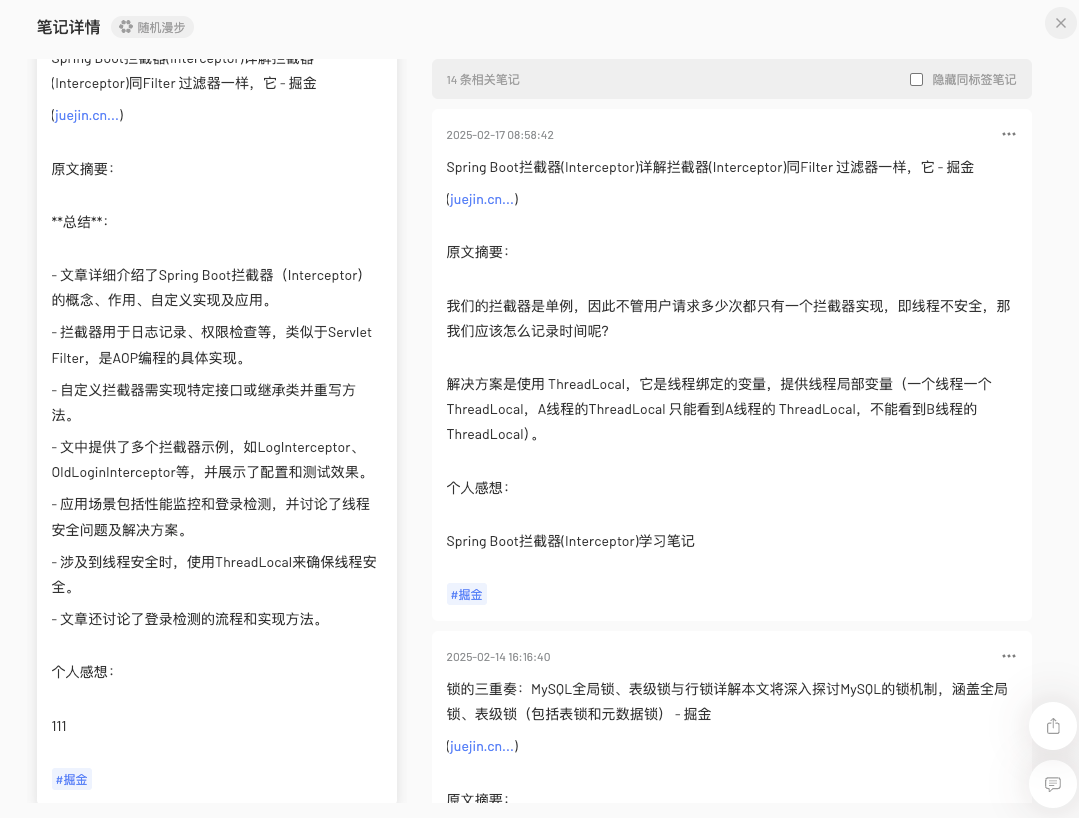 笔记详情
随机漫步
Spring Boot拦截器(Interceptor)详解拦截器
(Interceptor)同Filter 过滤器一样，它 - 掘金
(juejin.cn...)
原文摘要：
**总结**：
- 文章详细介绍了Spring Boot拦截器（Interceptor）
的概念、作用、自定义实现及应用。
- 拦截器用于日志记录、权限检查等，类似于Servlet
Filter，是AOP编程的具体实现。
- 自定义拦截器需实现特定接口或继承类并重写方
法。
- 文中提供了多个拦截器示例，如LogInterceptor、
OldLoginInterceptor等，并展示了配置和测试效果。
- 应用场景包括性能监控和登录检测，并讨论了线程
安全问题及解决方案。
- 涉及到线程安全时，使用ThreadLocal来确保线程安
全。
- 文章还讨论了登录检测的流程和实现方法。
个人感想：
111
#掘金
14 条相关笔记
隐藏同标签笔记
2025-02-17 08:58:42
Spring Boot拦截器(Interceptor)详解拦截器(Interceptor)同Filter 过滤器一样，它 - 掘金
(juejin.cn...)
原文摘要：
我们的拦截器是单例，因此不管用户请求多少次都只有一个拦截器实现，即线程不安全，那
我们应该怎么记录时间呢?
解决方案是使用 ThreadLocal，它是线程绑定的变量，提供线程局部变量（一个线程一个
ThreadLocal，A线程的ThreadLocal 只能看到A线程的 ThreadLocal，不能看到B线程的
ThreadLocal）。
个人感想：
Spring Boot拦截器(Interceptor)学习笔记
#掘金
2025-02-14 16:16:40
锁的三重奏：MySQL全局锁、表级锁与行锁详解本文将深入探讨MySQL的锁机制，涵盖全局
锁、表级锁（包括表锁和元数据锁） - 掘金
(juejin.cn...)
原文摘要：